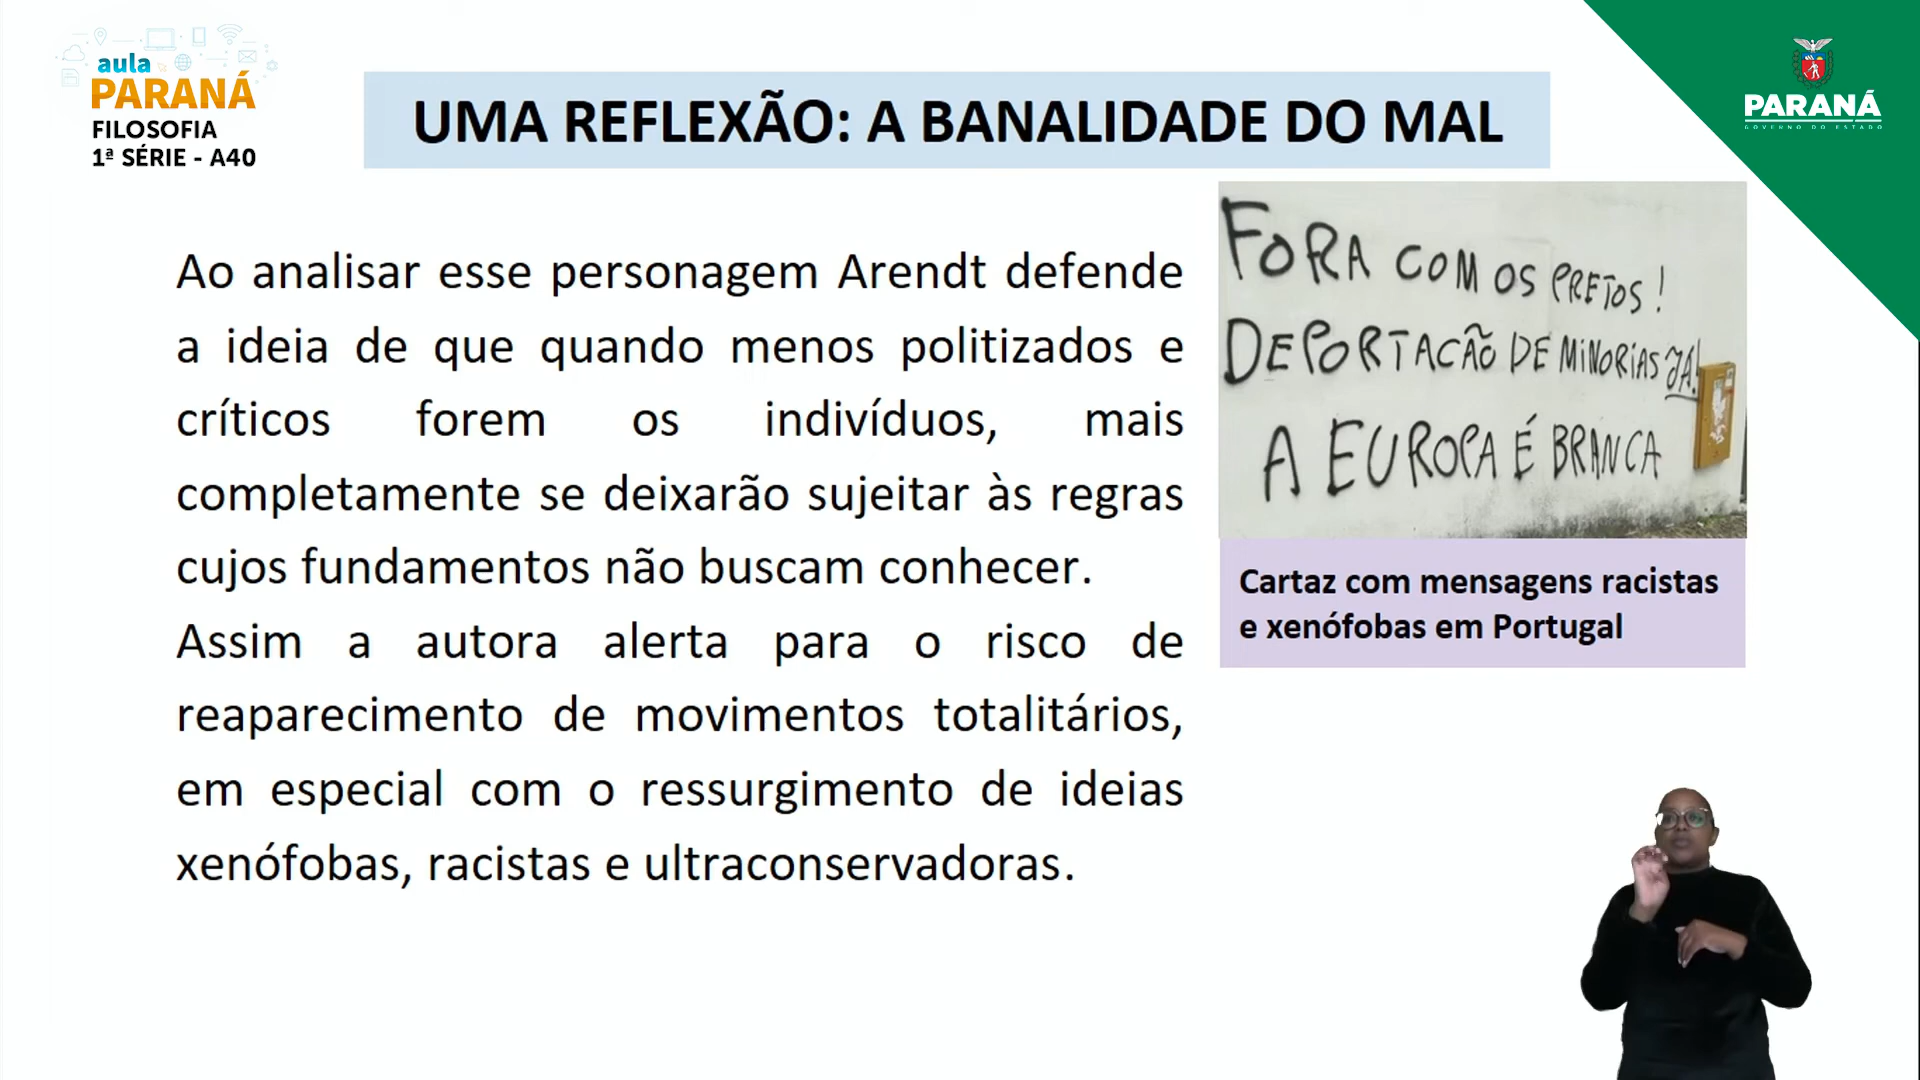 aula
PARANÁ
FILOSOFIA
1ª SÉRIE - A40
UMA REFLEXÃO: A BANALIDADE DO MAL
PARANÁ
GOVERNO DO ESTADO
Ao analisar esse personagem Arendt defende
a ideia de que quando menos politizados e
críticos forem os indivíduos, mais
completamente se deixarão sujeitar às regras
cujos fundamentos não buscam conhecer.
Assim a autora alerta para o risco de
reaparecimento de movimentos totalitários,
em especial com o ressurgimento de ideias
xenófobas, racistas e ultraconservadoras.
FORA COM OS PRETOS!
DEPORTACÃO DE MINORIAS JÁ!
A EUROPA É BRANCA
Cartaz com mensagens racistas
e xenófobas em Portugal